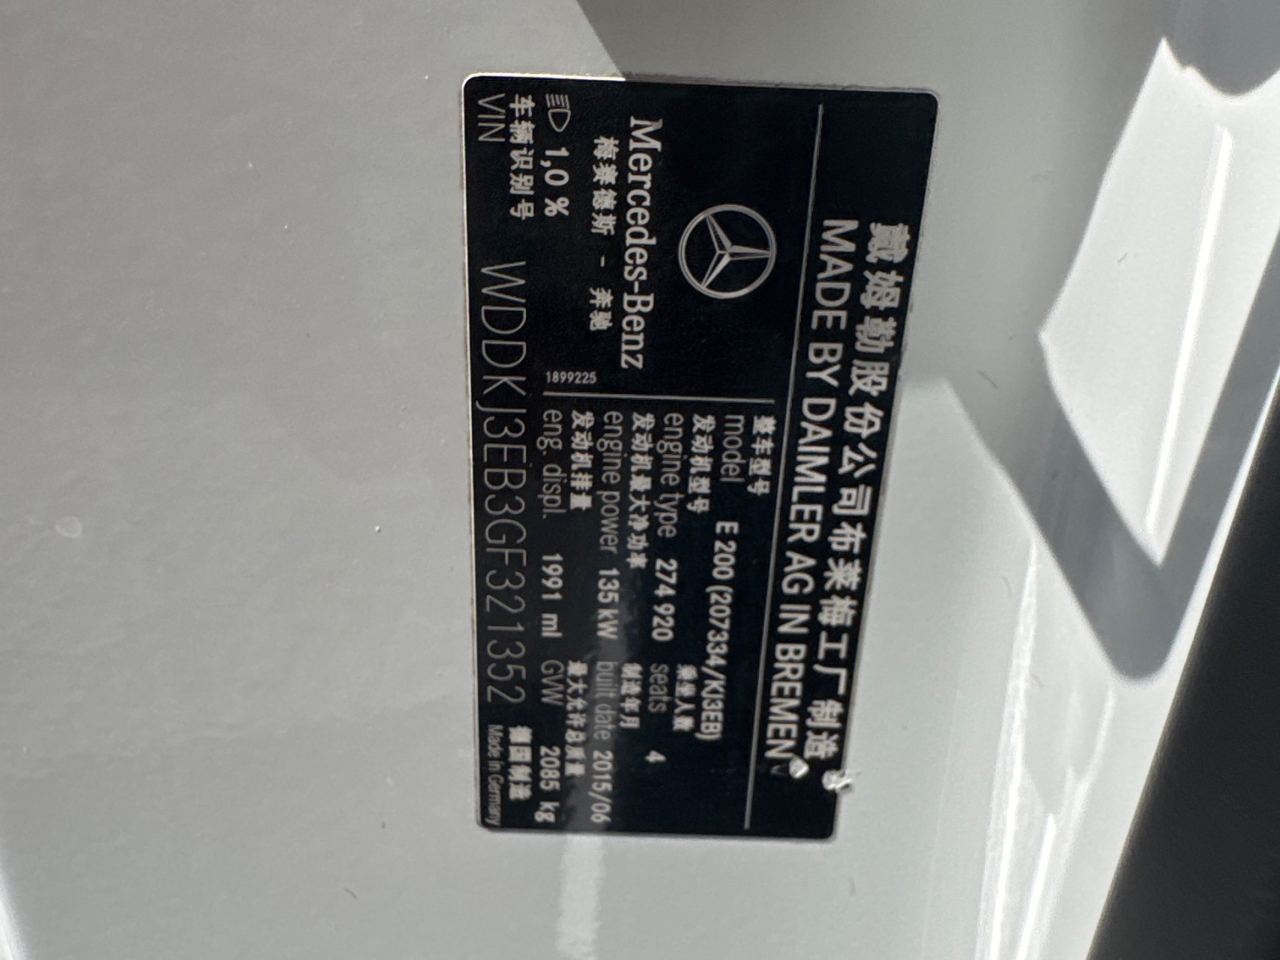 戴姆勒股份公司布莱梅工厂制造
MADE BY DAIMLER AG IN BREMEN
Mercedes-Benz
梅赛德斯 - 奔驰
1,0 %
1899225
整车型号
model E 200 (207334/KJ3EB)
发动机型号 乘坐人数
engine type 274 920 seats 4
发动机最大净功率 制造年月
engine power 135 kW built date 2015/06
发动机排量 最大允许总质量
eng. displ. 1991 ml GVW 2085 kg
车辆识别号 德国制造
VIN WDDKJ3EB3GF321352 Made In Germany